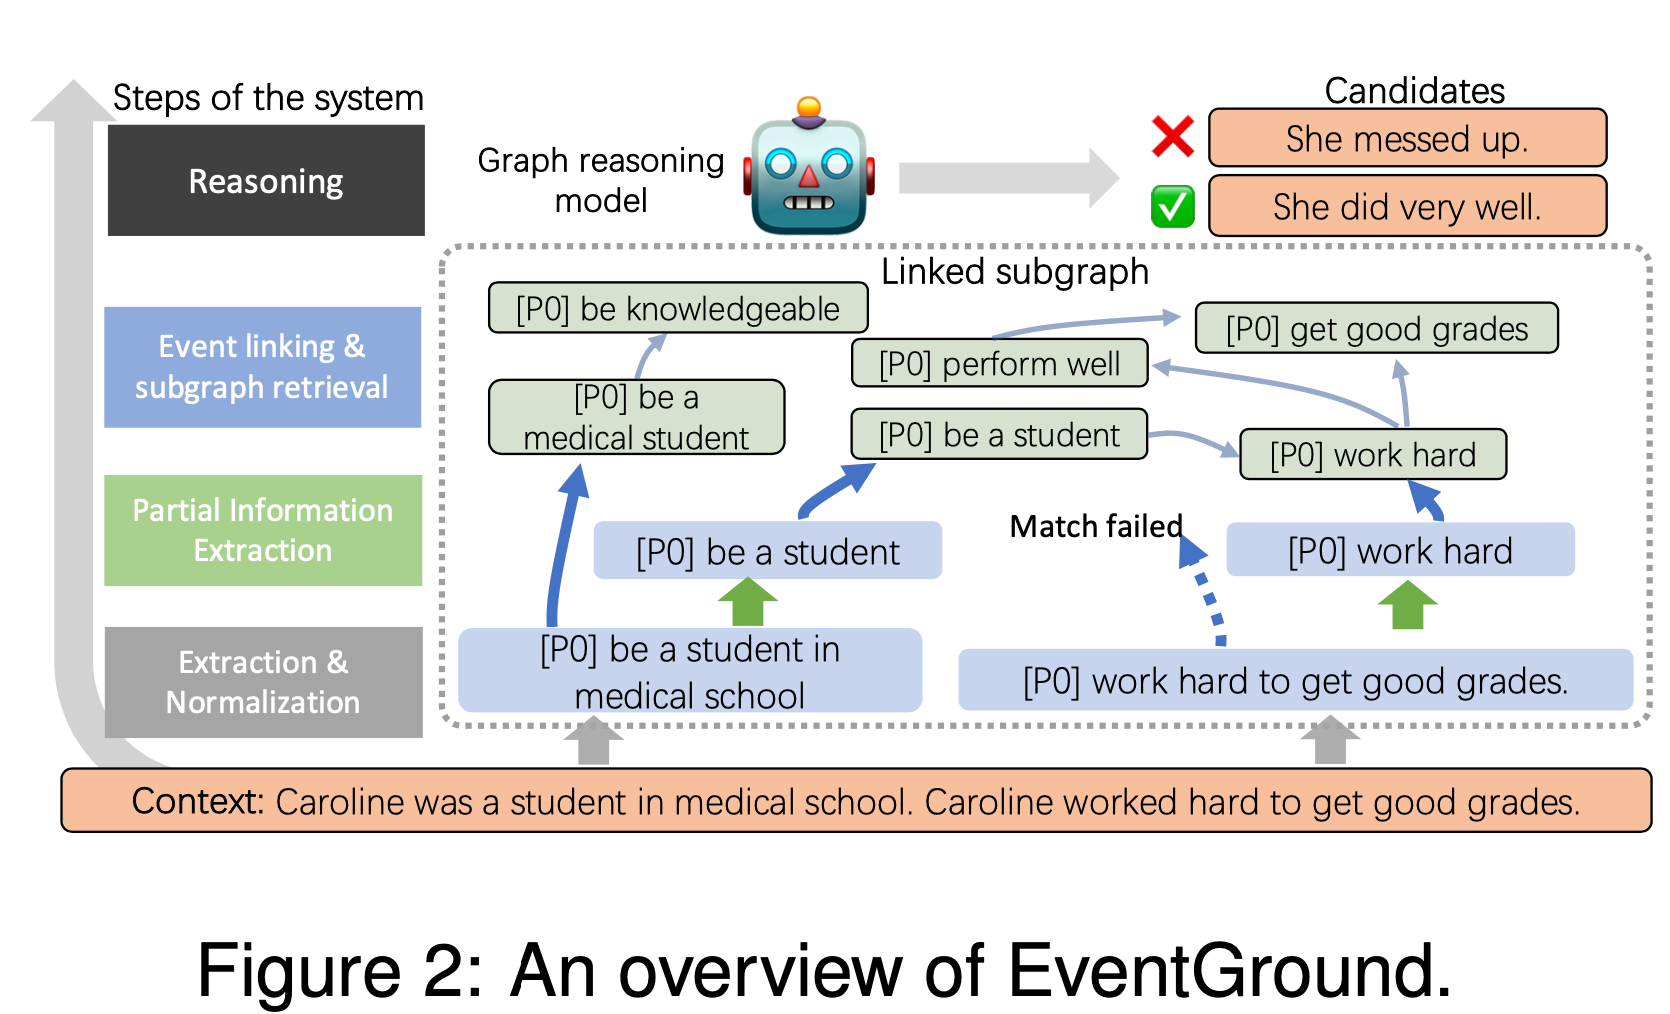 Steps of the system
Reasoning
Event linking &
subgraph retrieval
Partial Information
Extraction
Extraction &
Normalization
Graph reasoning
model
Candidates
She messed up.
She did very well.
Linked subgraph
[P0] be knowledgeable
[P0] get good grades
[P0] perform well
[P0] be a
medical student
[P0] be a student
[P0] work hard
Match failed
[P0] be a student
[P0] work hard
[P0] be a student in
medical school
[P0] work hard to get good grades.
Context: Caroline was a student in medical school. Caroline worked hard to get good grades.
Figure 2: An overview of EventGround.